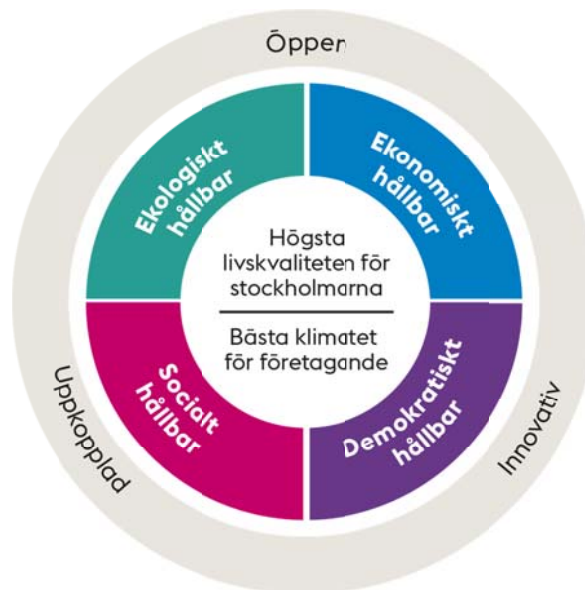 Öppen
Ekologiskt
hållbar
Ekonomiskt
hållbar
Högsta
livskvaliteten för
stockholmarna
Bästa klimatet
för företagande
Socialt
hållbar
Demokratiskt
hållbar
Uppkopplad
Innovativ